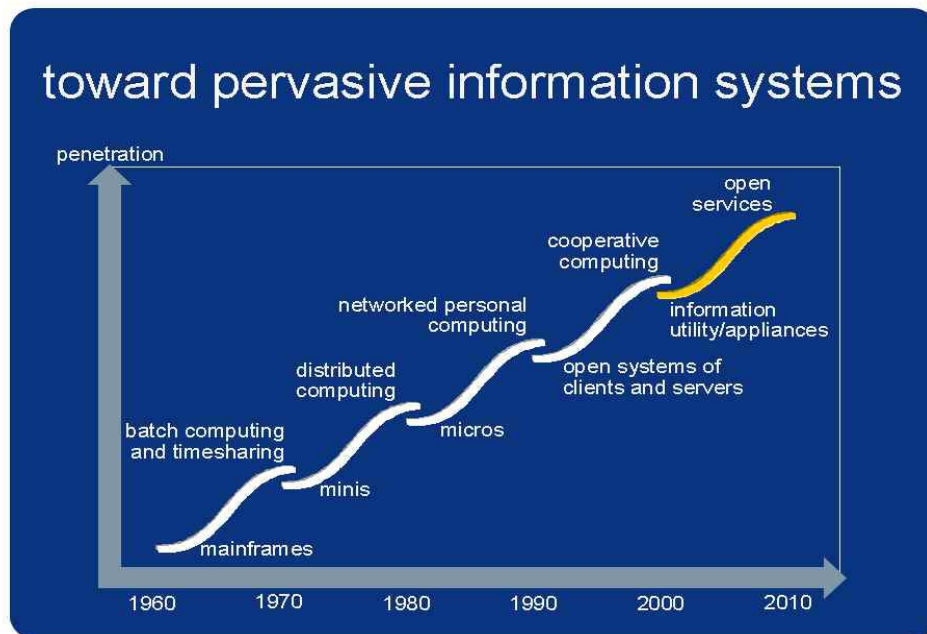 toward pervasive information systems
penetration
open
services
cooperative
computing
networked personal
computing
information
utility/appliances
distributed
computing
open systems of
clients and servers
batch computing
and timesharing
micros
minis
mainframes
1960
1970
1980
1990
2000
2010